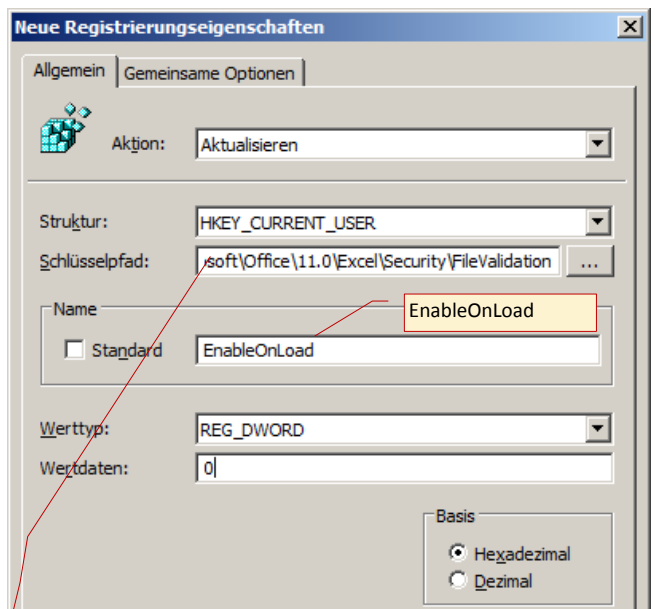 Neue Registrierungseigenschaften
Allgemein Gemeinsame Optionen
Aktion: Aktualisieren
Struktur: HKEY_CURRENT_USER
Schlüsselpfad: soft\Office\11.0\Excel\Security\FileValidation ...
Name
EnableOnLoad
Standard EnableOnLoad
Werttyp: REG_DWORD
Wertdaten: 0
Basis
Hexadezimal
Dezimal